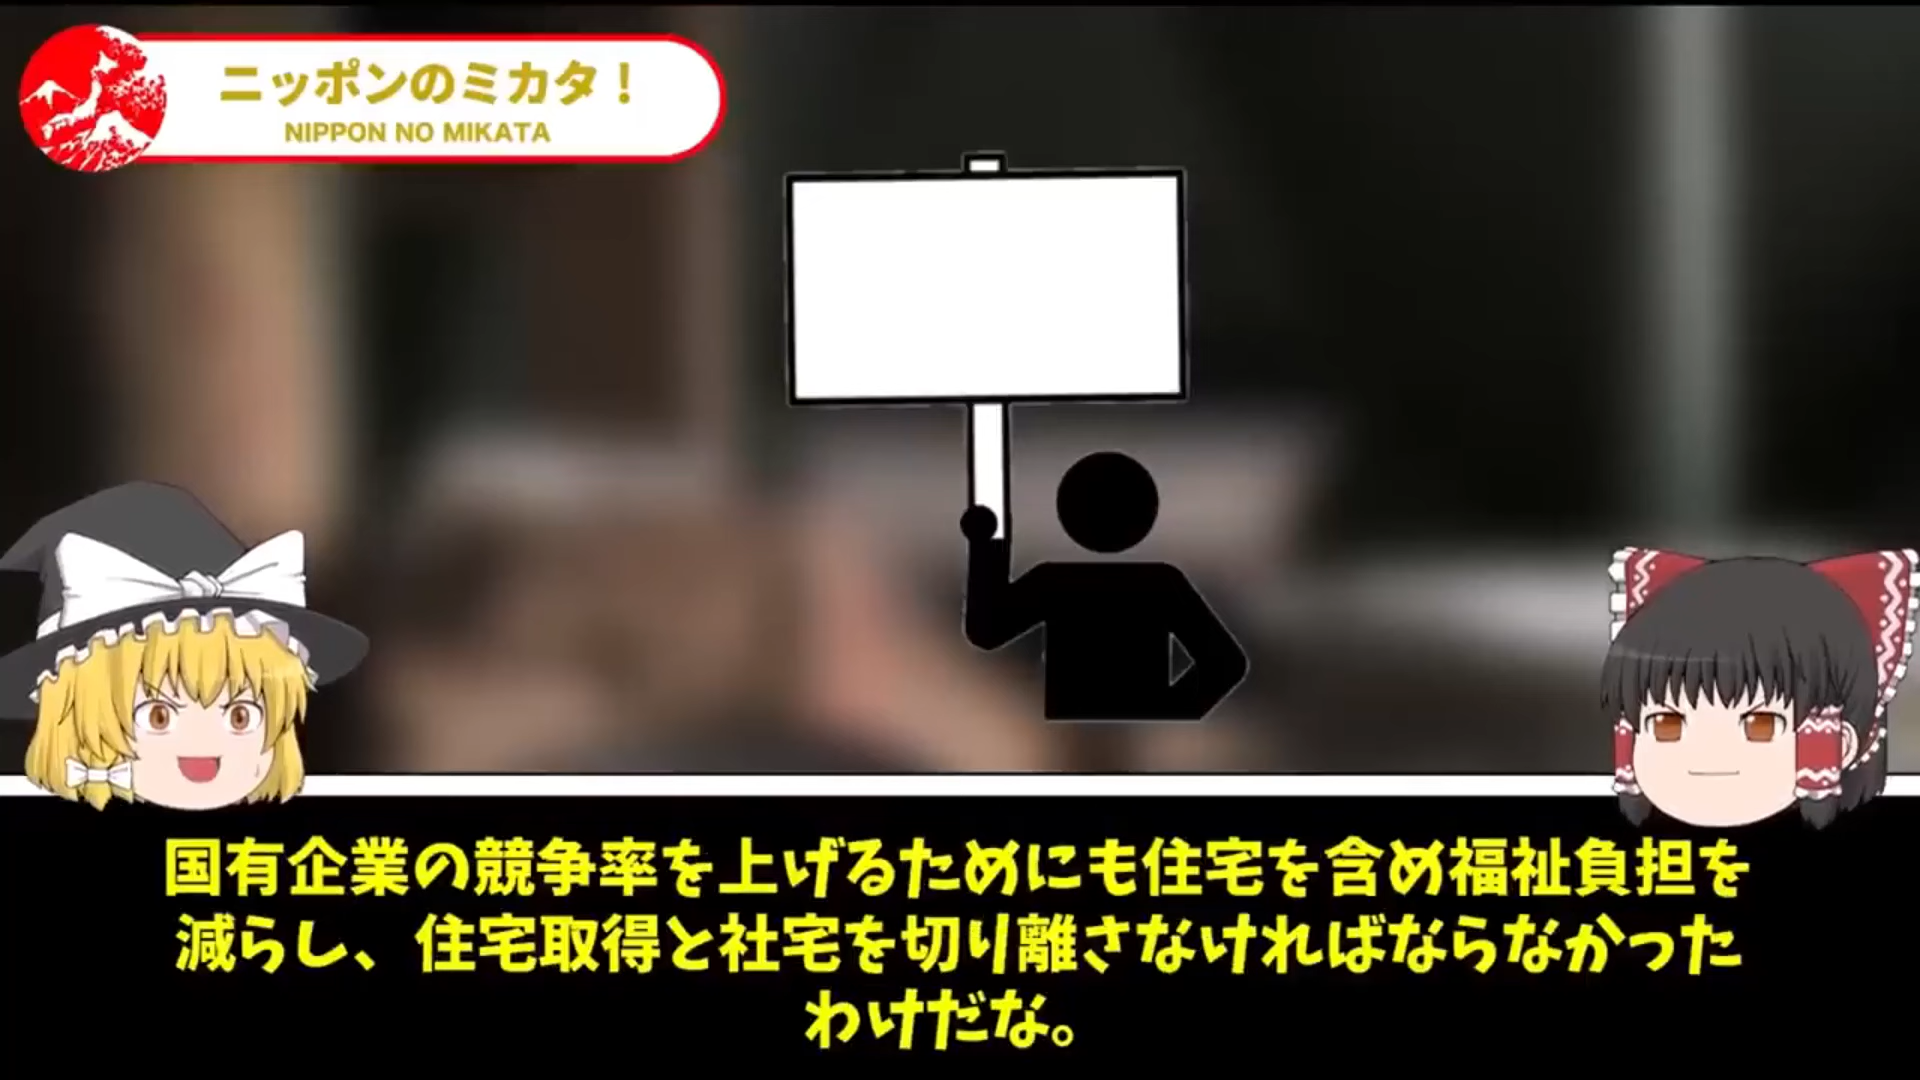 ニッポンのミカタ！
NIPPON NO MIKATA
国有企業の競争率を上げるためにも住宅を含め福祉負担を
減らし、住宅取得と社宅を切り離さなければならなかった
わけだな。